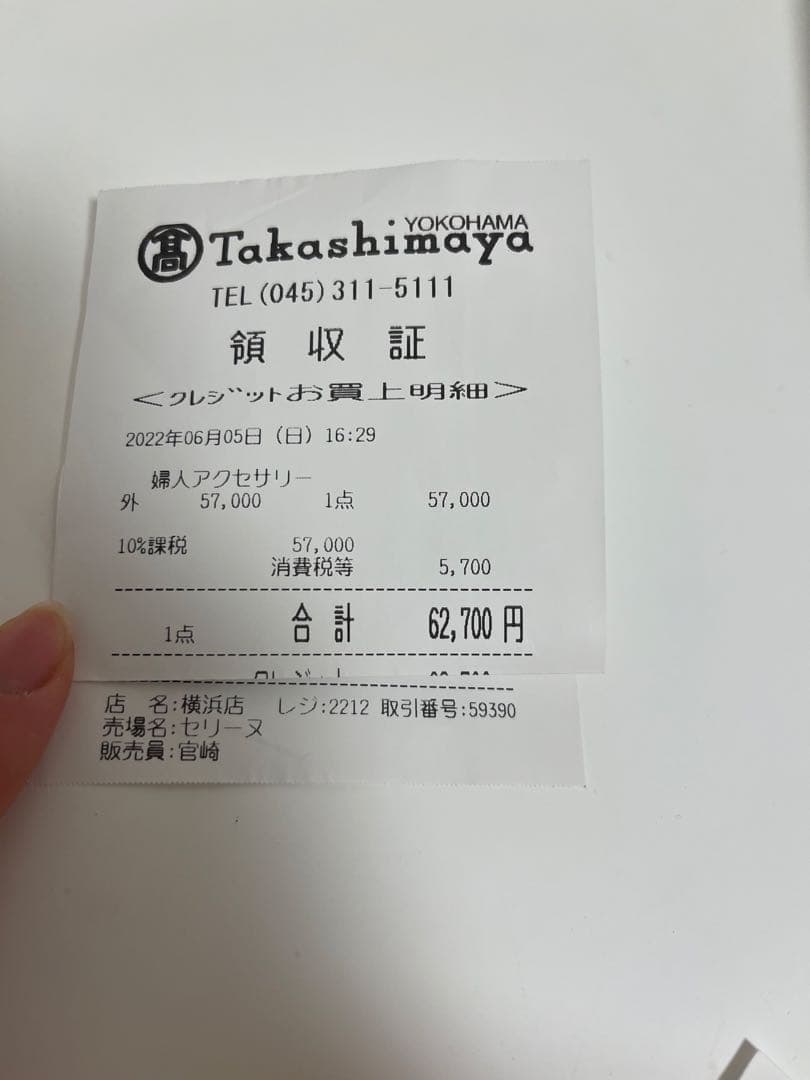 髙 Takashimaya YOKOHAMA
TEL (045) 311-5111
領 収 証
<クレジットお買上明細>
2022年06月05日 (日) 16:29
婦人アクセサリー
外 57,000 1点 57,000
10%課税 57,000
消費税等 5,700
1点 合 計 62,700 円
店 名:横浜店 レジ:2212 取引番号:59390
売場名:セリーヌ
販売員:宮崎